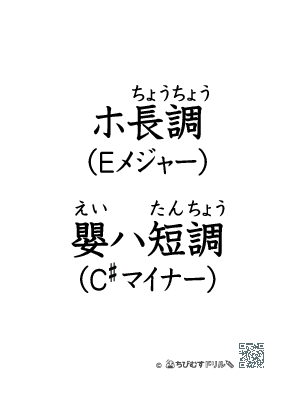 ちょうちょう
ホ長調
（Eメジャー）
えい たんちょう
嬰ハ短調
（C♯マイナー）
© ちびむすドリル